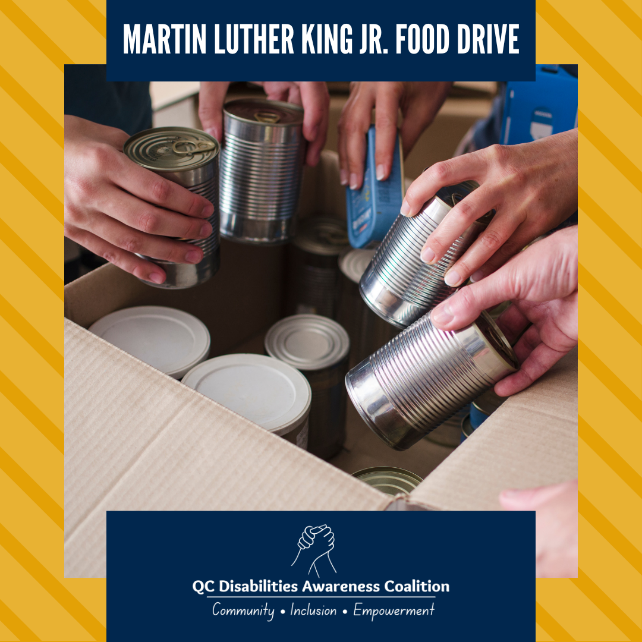 MARTIN LUTHER KING JR. FOOD DRIVE
QC Disabilities Awareness Coalition
Community • Inclusion • Empowerment